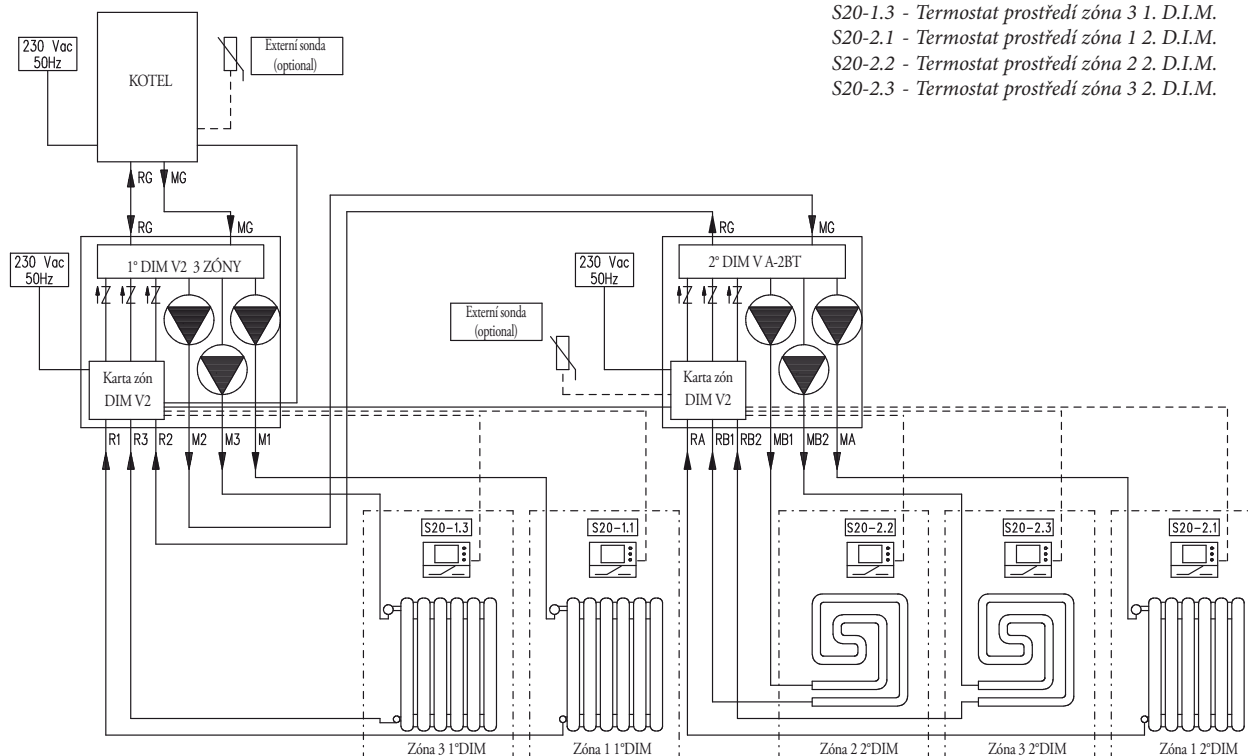 S20-1.3 - Termostat prostředí zóna 3 1. D.I.M.
S20-2.1 - Termostat prostředí zóna 1 2. D.I.M.
S20-2.2 - Termostat prostředí zóna 2 2. D.I.M.
S20-2.3 - Termostat prostředí zóna 3 2. D.I.M.
230 Vac
50Hz
KOTEL
Externí sonda
(optional)
RG MG
RG MG
RG MG
230 Vac
50Hz
1° DIM V2 3 ZÓNY
230 Vac
50Hz
2° DIM V A-2BT
Externí sonda
(optional)
Karta zón
DIM V2
Karta zón
DIM V2
R1 R3 R2 M2 M3 M1
RA RB1 RB2 MB1 MB2 MA
S20-1.3
S20-1.1
S20-2.2
S20-2.3
S20-2.1
Zóna 3 1°DIM
Zóna 1 1°DIM
Zóna 2 2°DIM
Zóna 3 2°DIM
Zóna 1 2°DIM